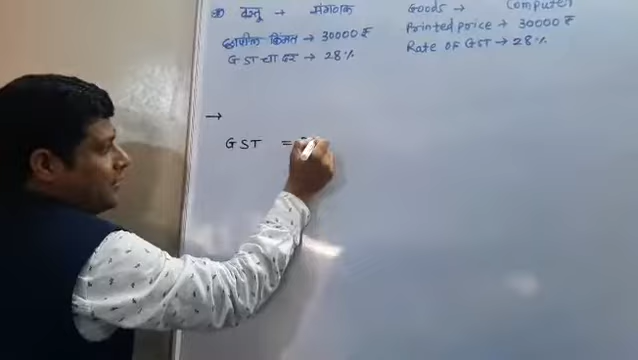 वस्तू → संगणक
छापील किंमत → 30000 ₹
GST चा दर → 28%
Goods → Computer
Printed price → 30000 ₹
Rate of GST → 28%
→
GST =